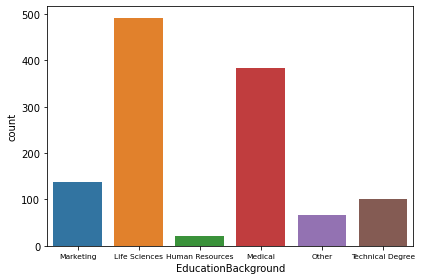 500
400
300
200
100
0
count
Marketing Life Sciences Human Resources Medical Other Technical Degree
EducationBackground